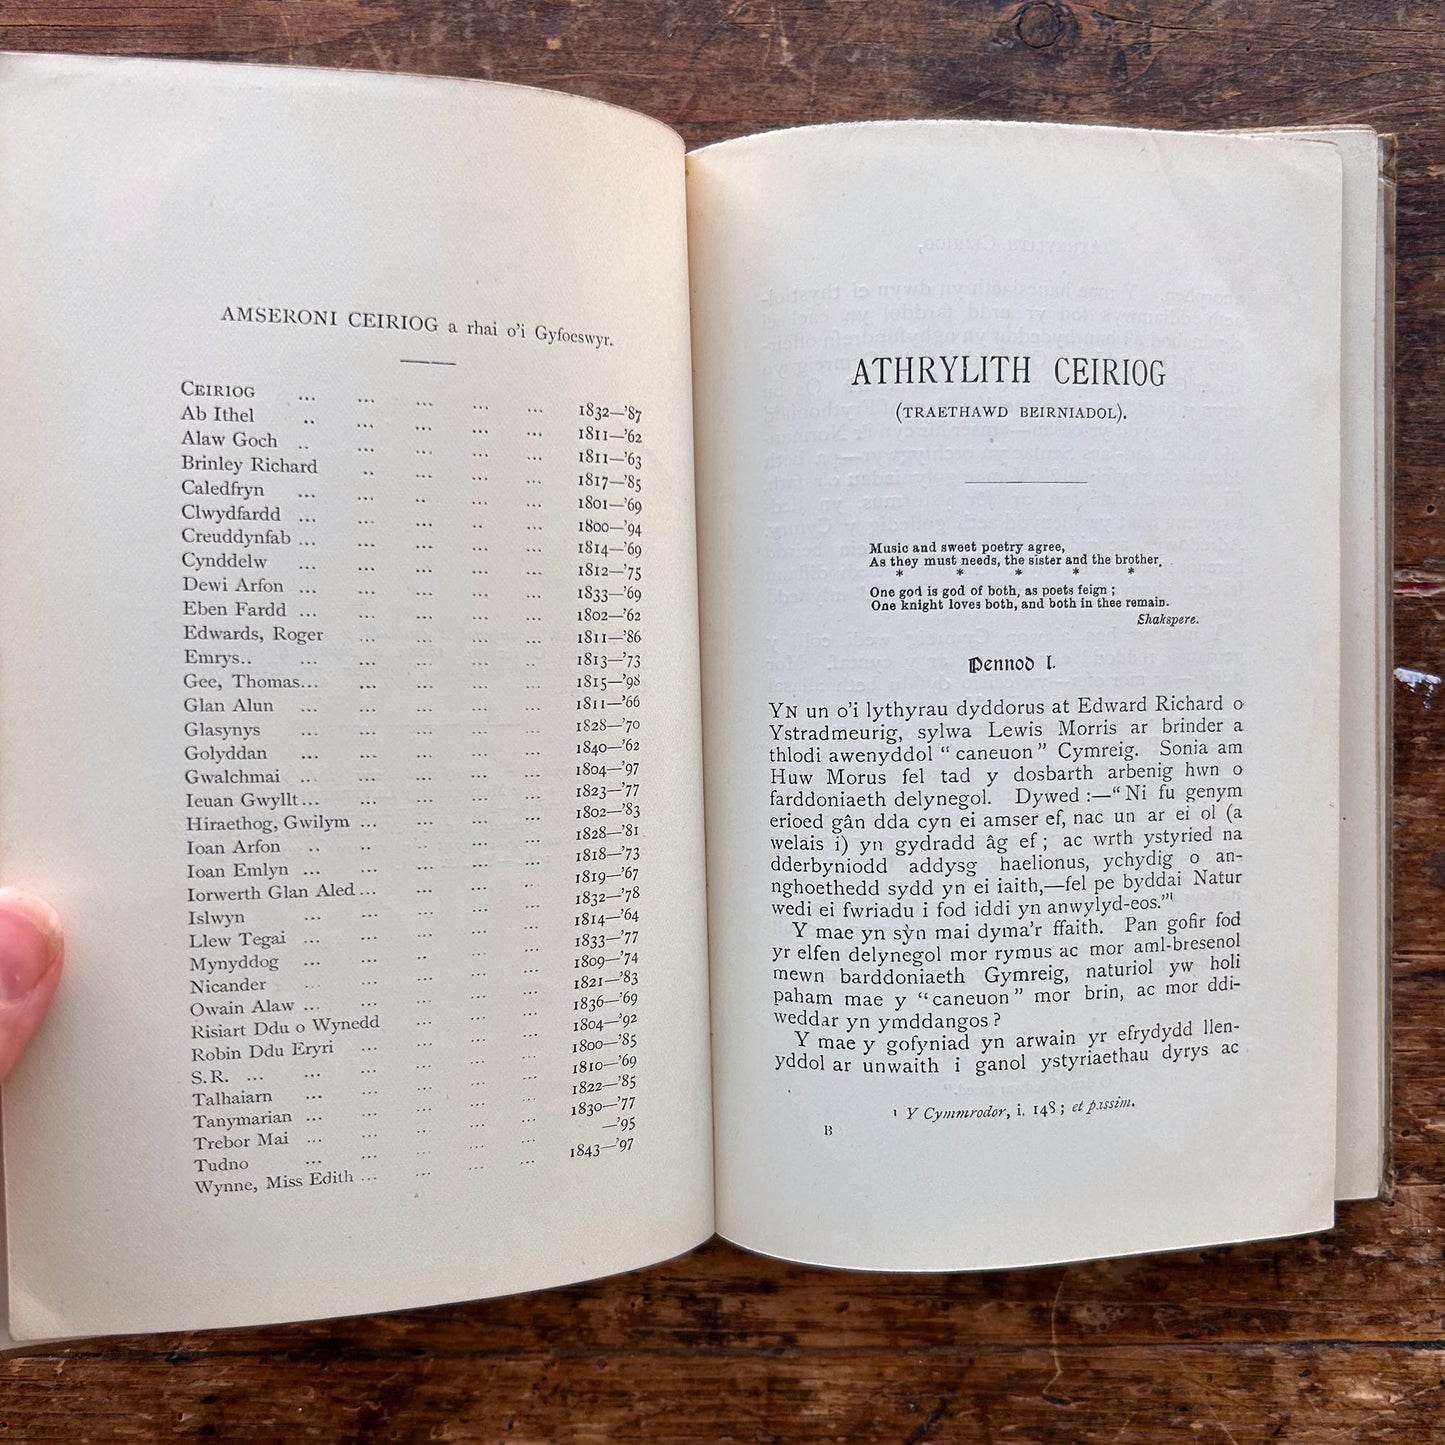 AMSERONI CEIRIOG a rhai o'i Gyfoeswyr.
CEIRIOG ... ... ... ... ... 1832—'87
Ab Ithel .. ... ... ... ... 1811—'62
Alaw Goch .. ... ... ... ... 1811—'63
Brinley Richard .. ... ... ... 1817—'85
Caledfryn ... ... ... ... ... 1801—'69
Clwydfardd ... ... ... ... ... 1800—'94
Creuddynfab ... ... ... .. ... 1814—'69
Cynddelw ... ... ... ... ... 1812—'75
Dewi Arfon ... ... ... ... ... 1833—'69
Eben Fardd ... ... ... ... ... 1802—'62
Edwards, Roger ... ... ... ... 1811—'86
Emrys.. ... ... ... ... ... 1813—'73
Gee, Thomas... ... ... ... ... 1815—'98
Glan Alun ... ... ... ... ... 1811—'66
Glasynys ... ... ... ... ... 1828—'70
Golyddan ... ... ... ... ... 1840—'62
Gwalchmai ... ... ... ... ... 1804—'97
Ieuan Gwyllt... ... ... ... ... 1823—'77
Hiraethog, Gwilym ... ... ... ... 1802—'83
Ioan Arfon .. .. ... ... ... 1828—'81
Ioan Emlyn ... ... ... ... ... 1818—'73
Iorwerth Glan Aled... ... ... ... 1819—'67
Islwyn ... ... ... ... ... 1832—'78
Llew Tegai ... ... ... ... ... 1814—'64
Mynyddog ... ... ... ... ... 1833—'77
Nicander ... ... ... ... ... 1809—'74
Owain Alaw ... ... ... ... ... 1821—'83
Risiart Ddu o Wynedd ... ... ... 1836—'69
Robin Ddu Eryri ... ... ... ... 1804—'92
S.R. ... ... ... ... ... ... 1800—'85
Talhaiarn ... ... ... ... ... 1810—'69
Tanymarian ... ... ... ... ... 1822—'85
Trebor Mai ... ... ... ... ... 1830—'77
Tudno ... ... ... ... ... —'95
Wynne, Miss Edith ... ... ... ... 1843—'97
ATHRYLITH CEIRIOG
(TRAETHAWD BEIRNIADOL).
Music and sweet poetry agree,
As they must needs, the sister and the brother,
* * * * *
One god is god of both, as poets feign ;
One knight loves both, and both in thee remain.
Shakspere.
Pennod I.
YN un o'i lythyrau dyddorus at Edward Richard o
Ystradmeurig, sylwa Lewis Morris ar brinder a
thlodi awenyddol “ caneuon ” Cymreig. Sonia am
Huw Morus fel tad y dosbarth arbenig hwn o
farddoniaeth delynegol. Dywed :—“ Ni fu genym
erioed gân dda cyn ei amser ef, nac un ar ei ol (a
welais i) yn gydradd âg ef ; ac wrth ystyried na
dderbyniodd addysg haelionus, ychydig o an-
nghoethedd sydd yn ei iaith,—fel pe byddai Natur
wedi ei fwriadu i fod iddi yn anwylyd-eos.”¹
Y mae yn sỳn mai dyma'r ffaith. Pan gofir fod
yr elfen delynegol mor rymus ac mor aml-bresenol
mewn barddoniaeth Gymreig, naturiol yw holi
paham mae y “ caneuon ” mor brin, ac mor ddi-
weddar yn ymddangos ?
Y mae y gofyniad yn arwain yr efrydydd llen-
yddol ar unwaith i ganol ystyriaethau dyrys ac
¹ Y Cymmrodor, i. 148 ; et passim.
B